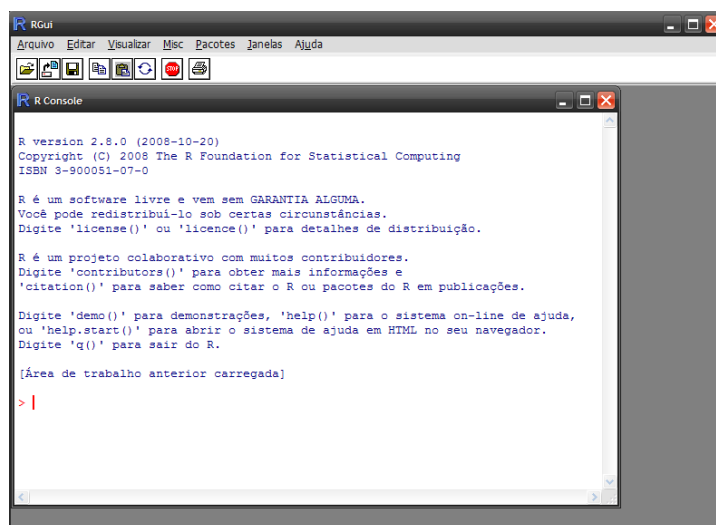 RGui
Arquivo Editar Visualizar Misc Pacotes Janelas Ajuda
STOP
R Console
R version 2.8.0 (2008-10-20)
Copyright (C) 2008 The R Foundation for Statistical Computing
ISBN 3-900051-07-0
R é um software livre e vem sem GARANTIA ALGUMA.
Você pode redistribuí-lo sob certas circunstâncias.
Digite 'license()' ou 'licence()' para detalhes de distribuição.
R é um projeto colaborativo com muitos contribuidores.
Digite 'contributors()' para obter mais informações e
'citation()' para saber como citar o R ou pacotes do R em publicações.
Digite 'demo()' para demonstrações, 'help()' para o sistema on-line de ajuda,
ou 'help.start()' para abrir o sistema de ajuda em HTML no seu navegador.
Digite 'q()' para sair do R.
[Área de trabalho anterior carregada]
>